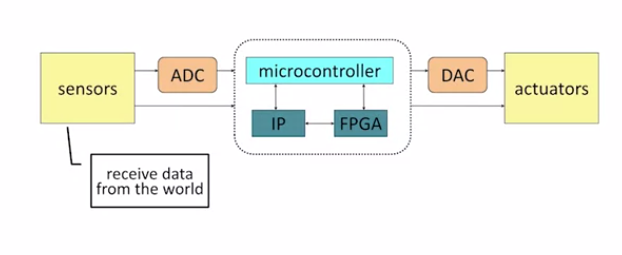 sensors
ADC
microcontroller
IP
FPGA
DAC
actuators
receive data
from the world